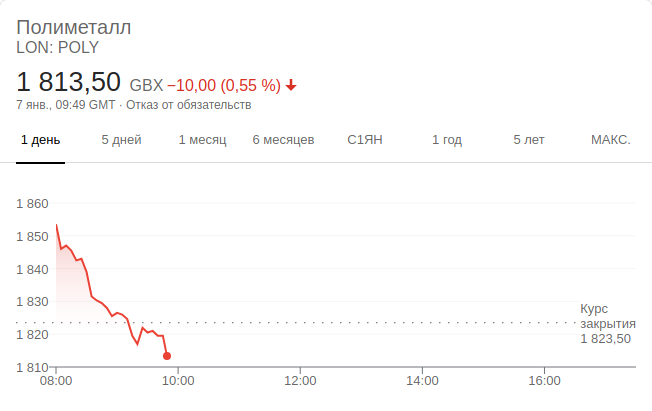 Полиметалл
LON: POLY
1 813,50 GBX −10,00 (0,55 %)
7 янв., 09:49 GMT · Отказ от обязательств
1 день 5 дней 1 месяц 6 месяцев С1ЯН 1 год 5 лет МАКС.
1 860
1 850
1 840
1 830
1 820
1 810
Курс
закрытия
1 823,50
08:00 10:00 12:00 14:00 16:00